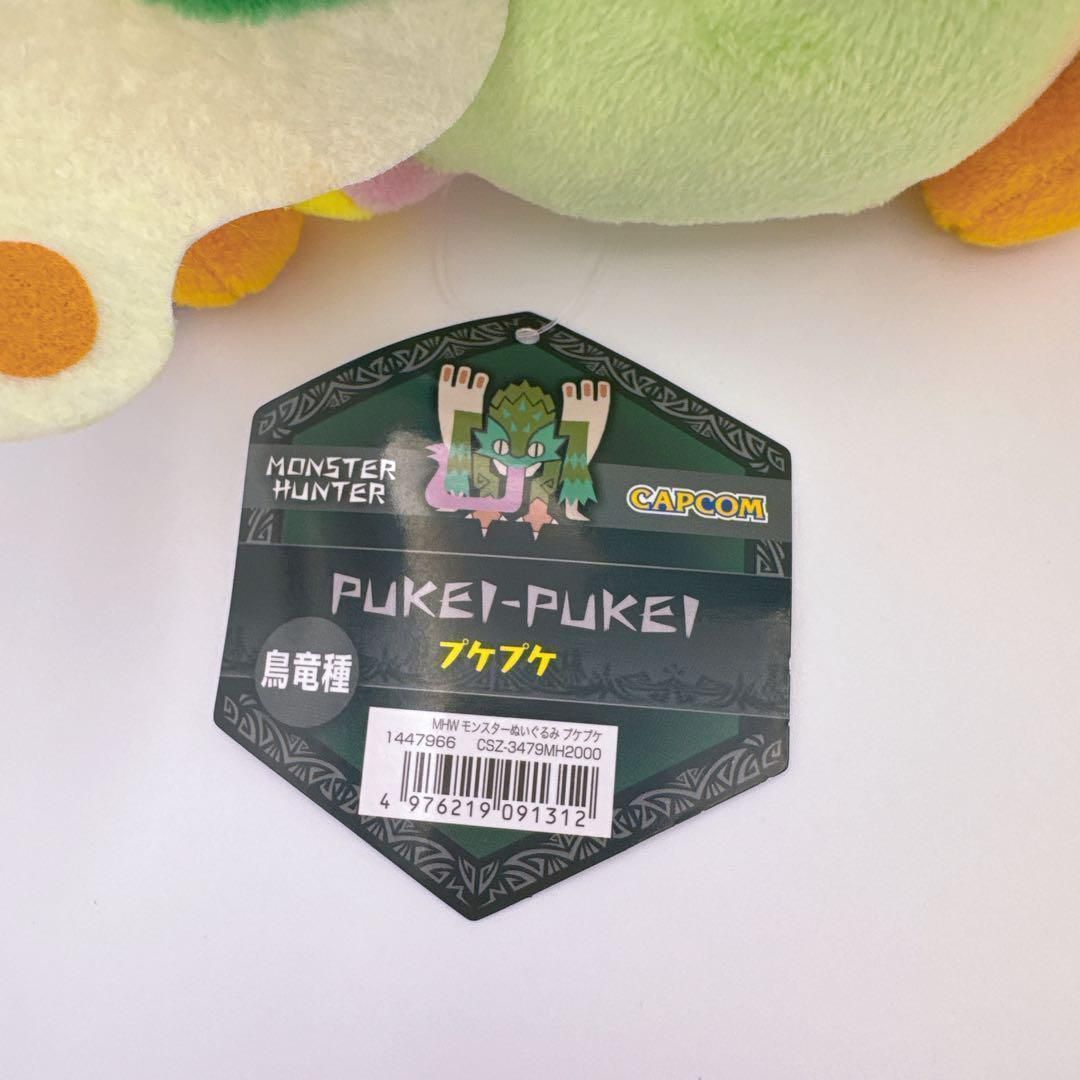 MONSTER
HUNTER
CAPCOM
PUKEI-PUKEI
プケプケ
鳥竜種
MHW モンスターぬいぐるみ プケプケ
1447966 CSZ-3479MH2000
4 976219 091312